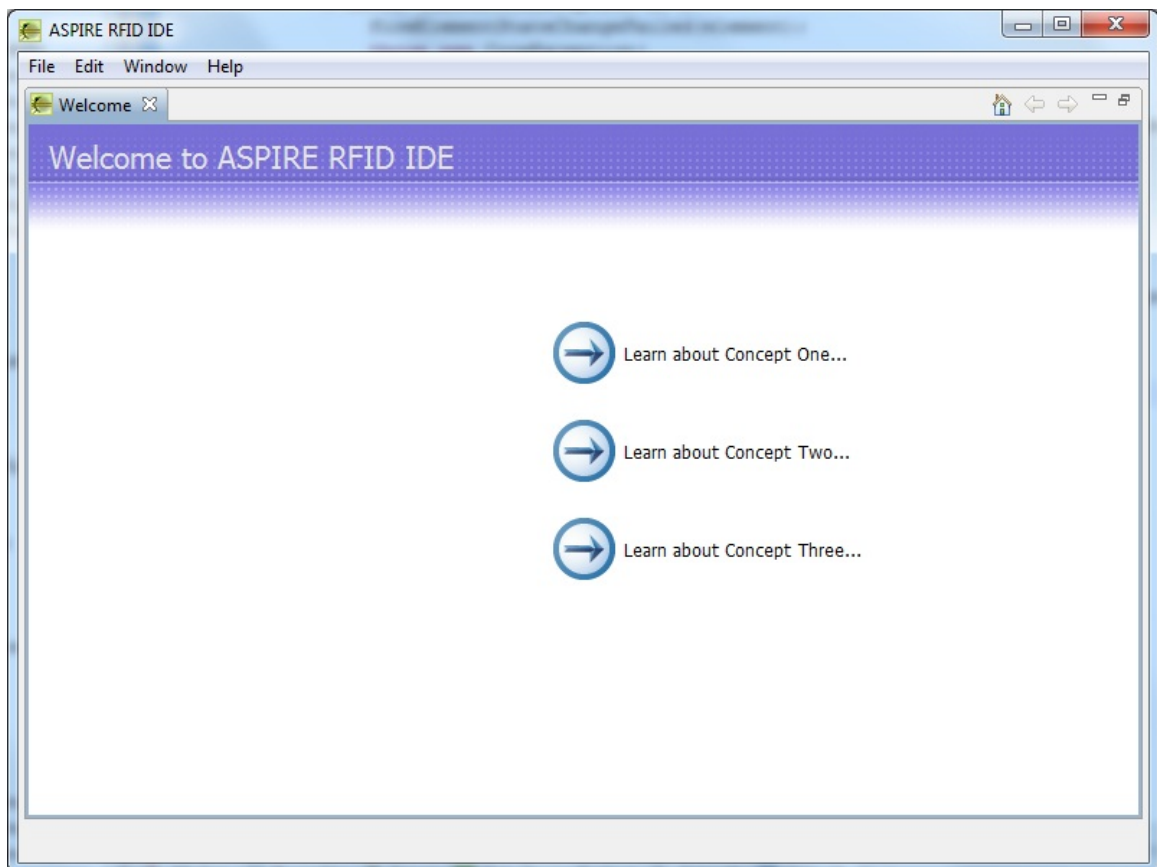 ASPIRE RFID IDE
File Edit Window Help
Welcome
Welcome to ASPIRE RFID IDE
Learn about Concept One...
Learn about Concept Two...
Learn about Concept Three...